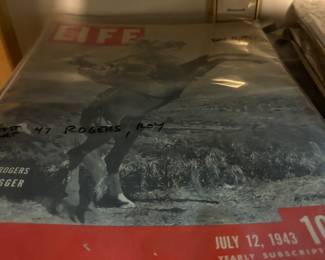 LIFE
47 ROGERS, ROY
ROGERS
GGER
JULY 12, 1943 10
YEARLY SUBSCRIPT